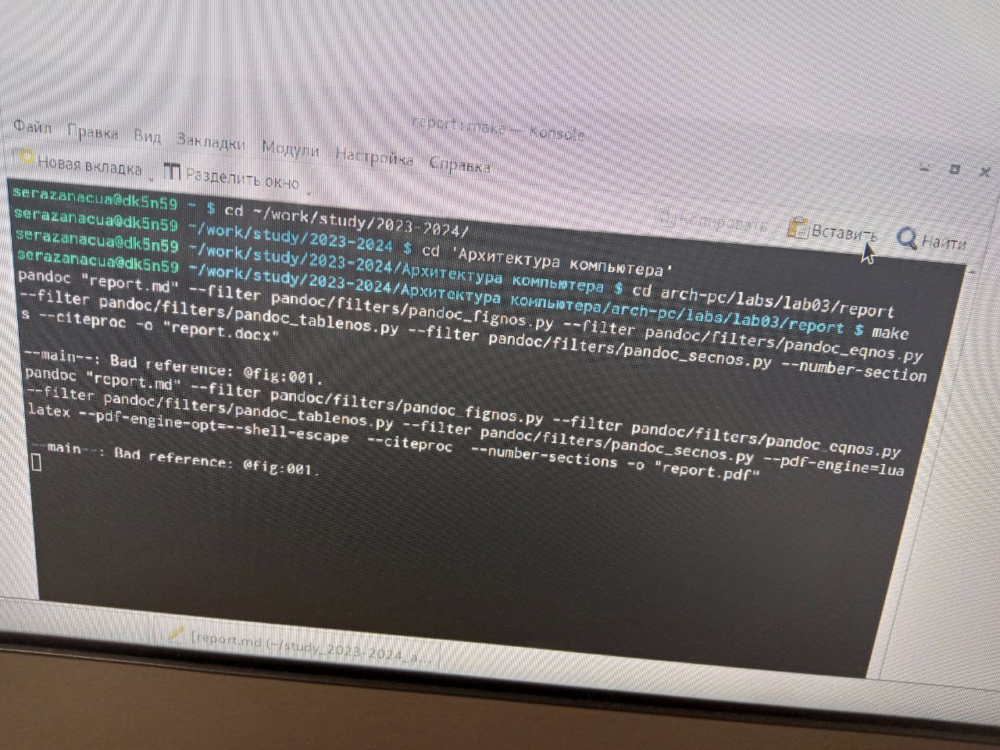 report : make — Konsole
Файл Правка Вид Закладки Модули Настройка Справка
Новая вкладка Разделить окно Копировать Вставить Найти
serazanacua@dk5n59 ~ $ cd ~/work/study/2023-2024/
serazanacua@dk5n59 ~/work/study/2023-2024 $ cd 'Архитектура компьютера'
serazanacua@dk5n59 ~/work/study/2023-2024/Архитектура компьютера $ cd arch-pc/labs/lab03/report
serazanacua@dk5n59 ~/work/study/2023-2024/Архитектура компьютера/arch-pc/labs/lab03/report $ make
pandoc "report.md" --filter pandoc/filters/pandoc_fignos.py --filter pandoc/filters/pandoc_eqnos.py
--filter pandoc/filters/pandoc_tablenos.py --filter pandoc/filters/pandoc_secnos.py --number-section
s --citeproc -o "report.docx"
--main--: Bad reference: @fig:001.
pandoc "report.md" --filter pandoc/filters/pandoc_fignos.py --filter pandoc/filters/pandoc_eqnos.py
--filter pandoc/filters/pandoc_tablenos.py --filter pandoc/filters/pandoc_secnos.py --pdf-engine=lua
latex --pdf-engine-opt=--shell-escape --citeproc --number-sections -o "report.pdf"
--main--: Bad reference: @fig:001.
[report.md (~/study_2023-2024_a...